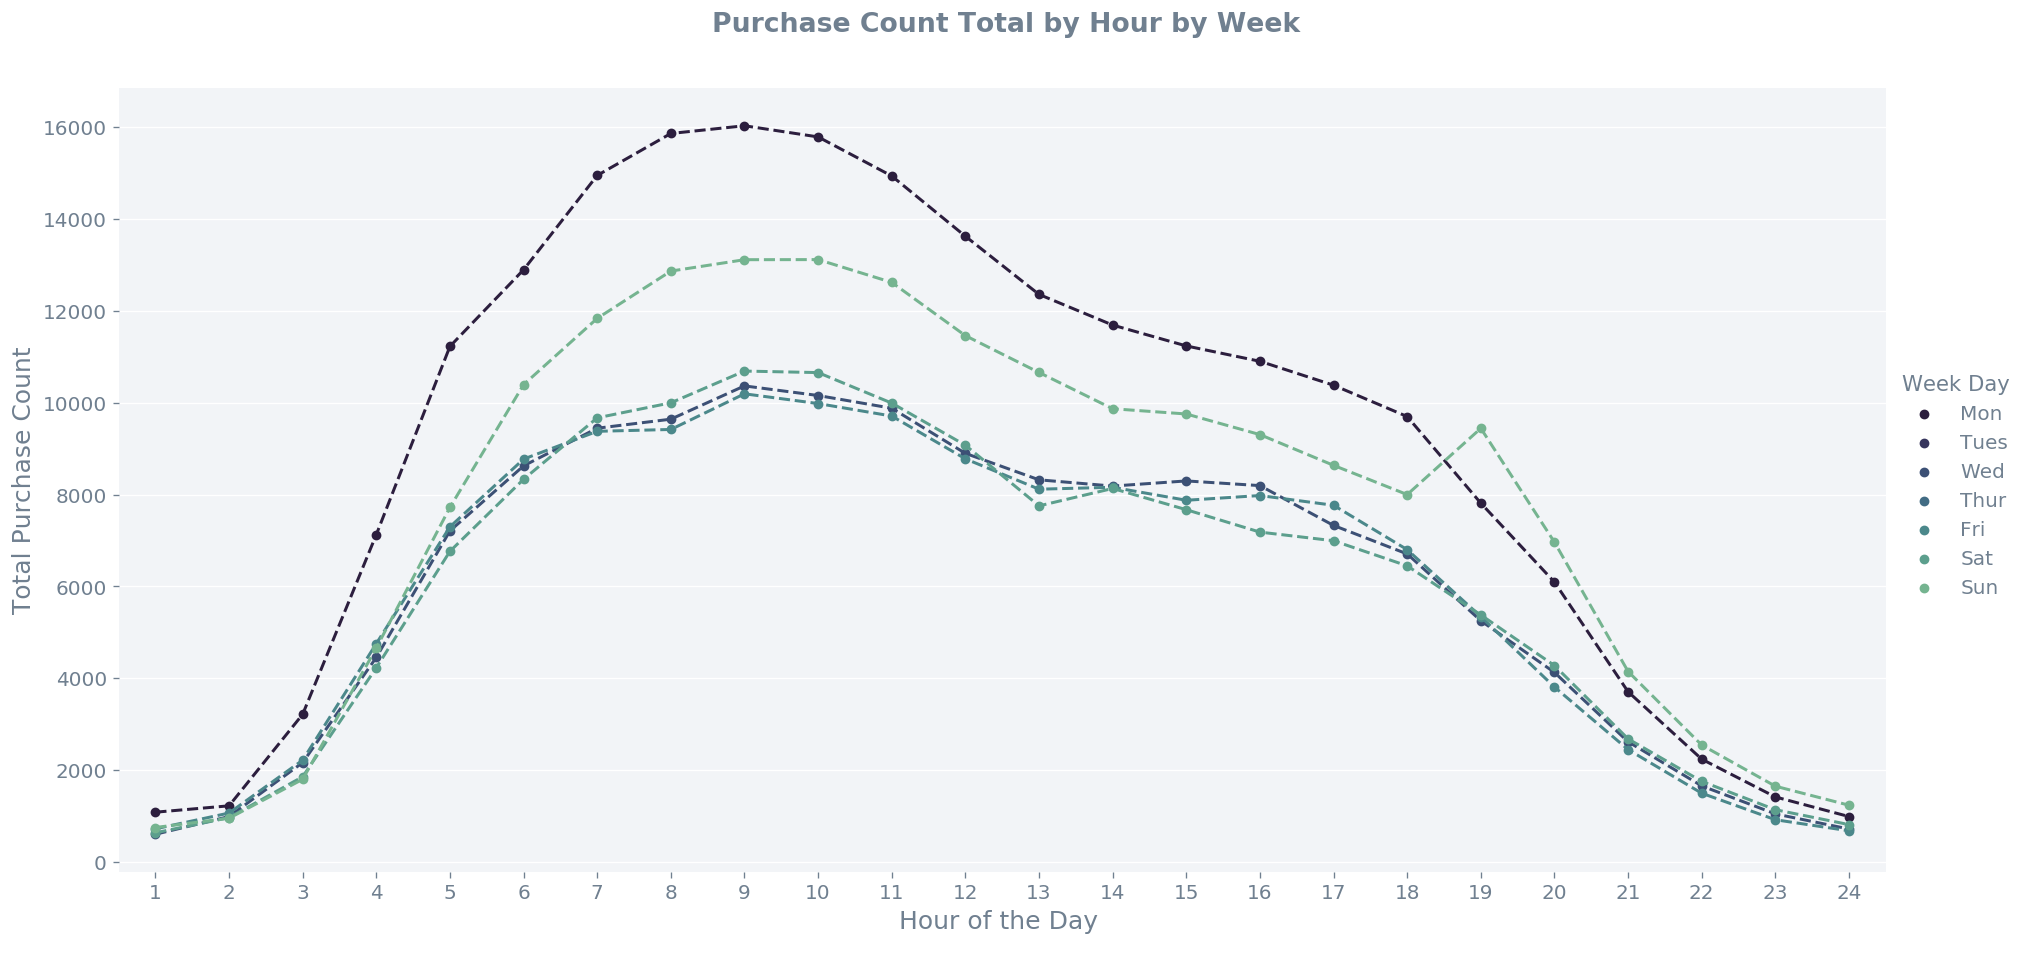 Purchase Count Total by Hour by Week
16000
14000
12000
10000
8000
6000
4000
2000
0
Total Purchase Count
1 2 3 4 5 6 7 8 9 10 11 12 13 14 15 16 17 18 19 20 21 22 23 24
Hour of the Day
Week Day
Mon
Tues
Wed
Thur
Fri
Sat
Sun